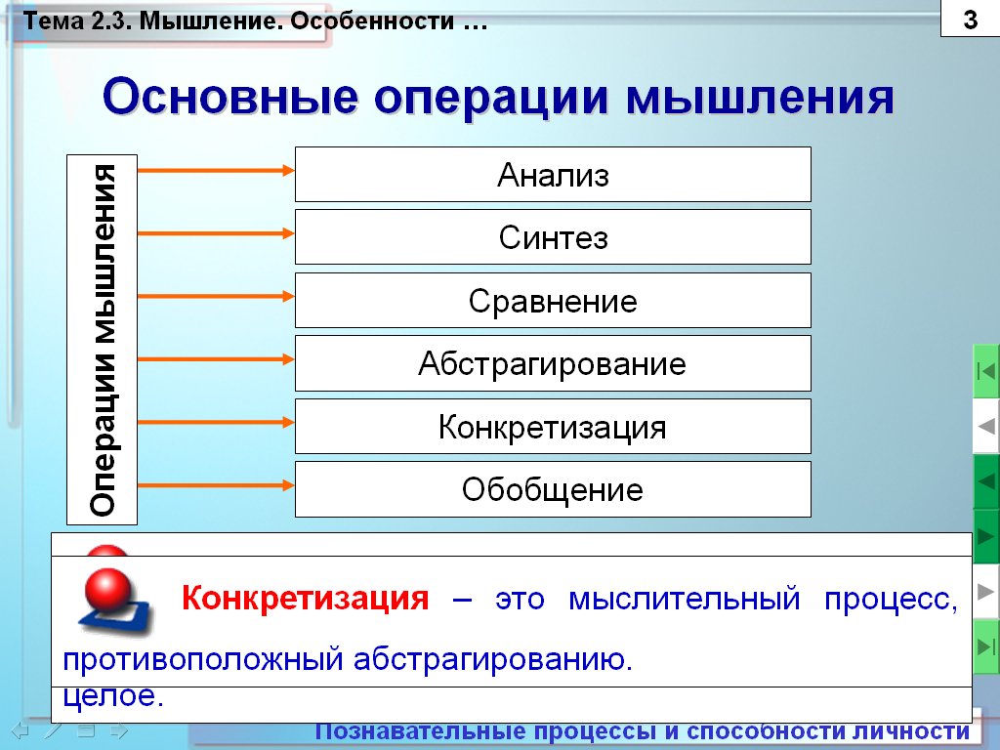 Тема 2.3. Мышление. Особенности …
3
Основные операции мышления
Операции мышления
Анализ
Синтез
Сравнение
Абстрагирование
Конкретизация
Обобщение
Конкретизация – это мыслительный процесс,
противоположный абстрагированию.
целое.
Познавательные процессы и способности личности